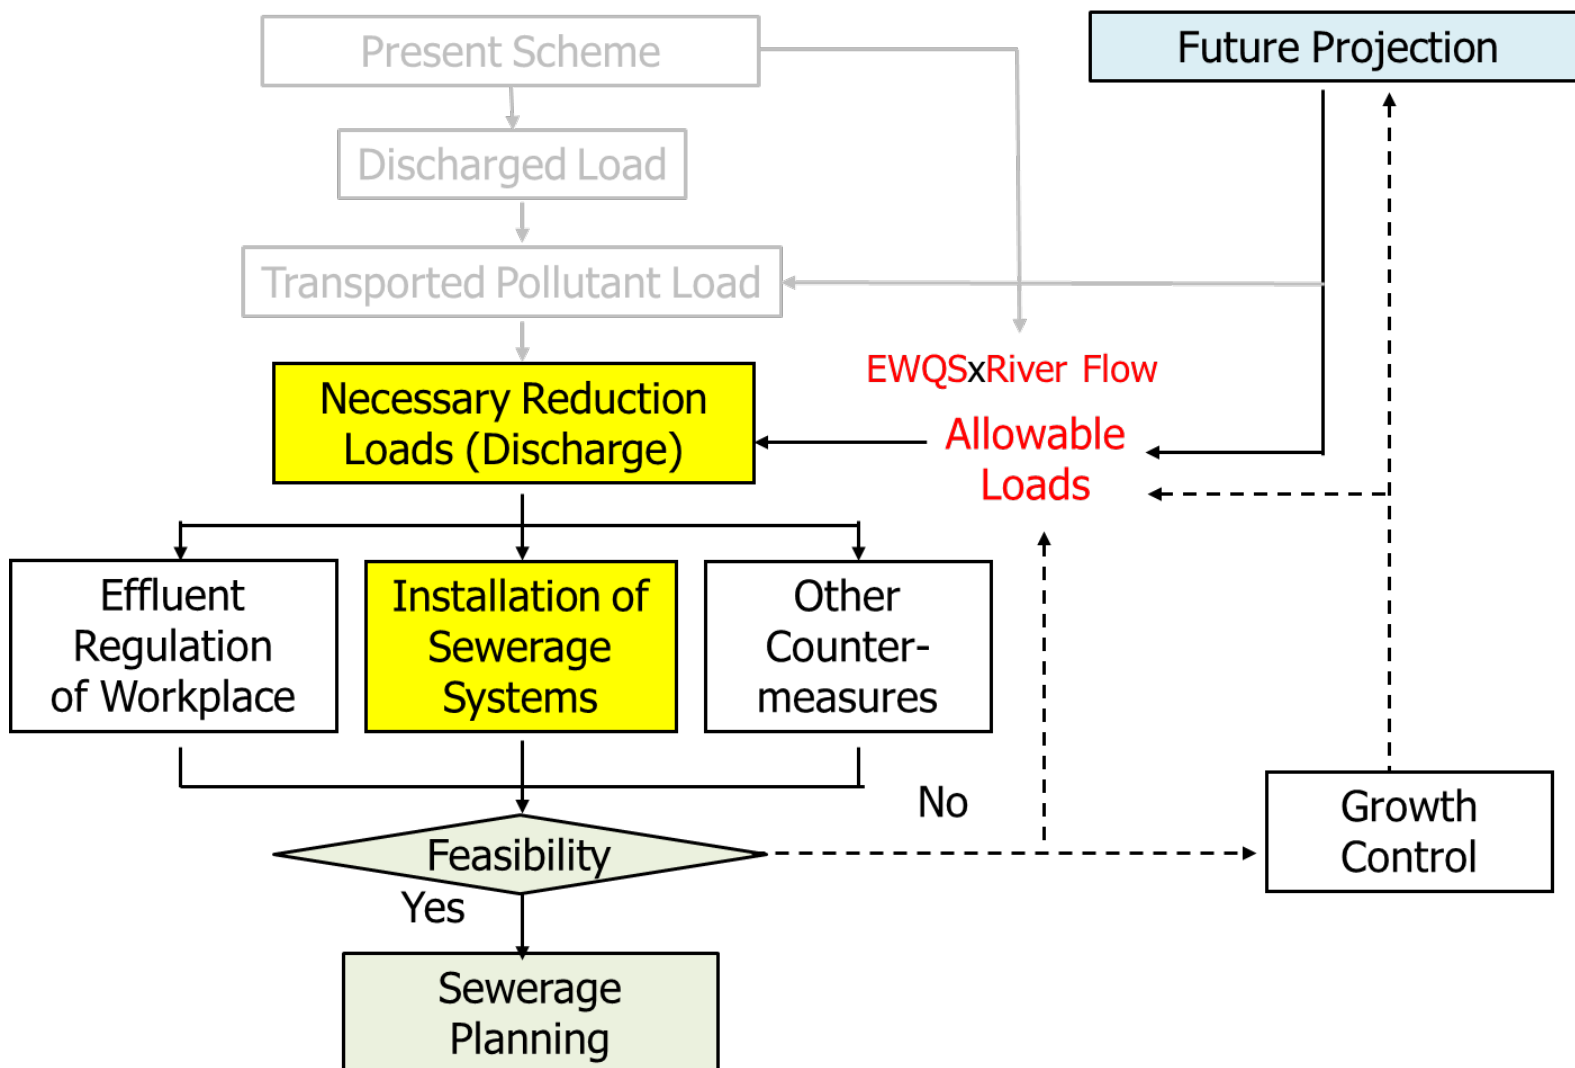 Present Scheme
Future Projection
Discharged Load
Transported Pollutant Load
EWQSxRiver Flow
Necessary Reduction
Loads (Discharge)
Allowable
Loads
Effluent
Regulation
of Workplace
Installation of
Sewerage
Systems
Other
Counter-
measures
No
Growth
Control
Feasibility
Yes
Sewerage
Planning